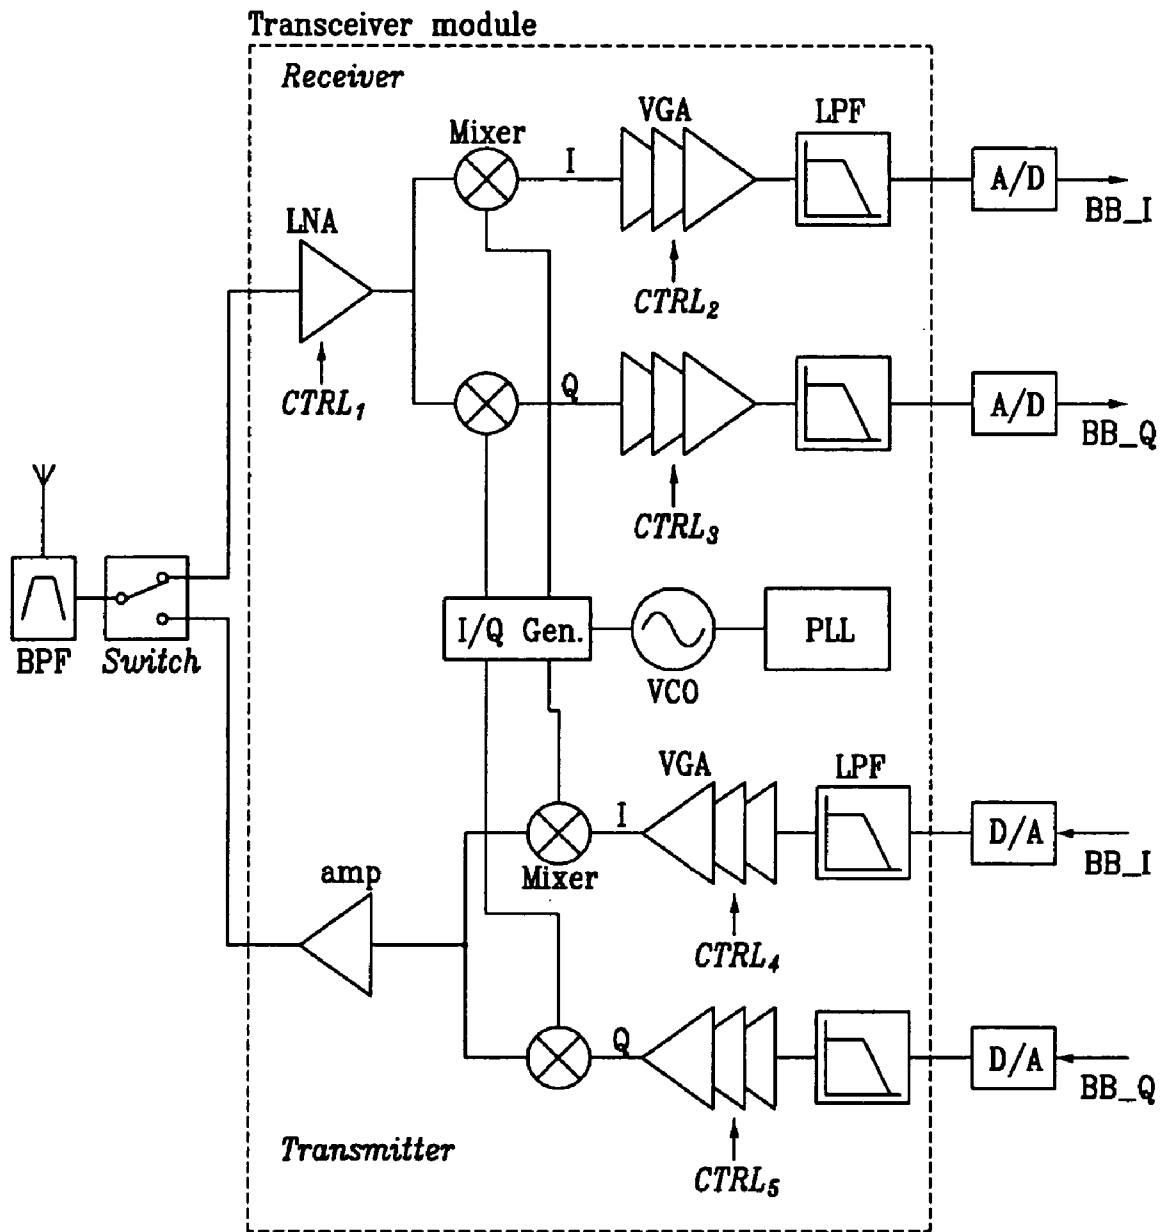 Transceiver module
Receiver
Mixer
I
VGA
LPF
A/D
BB_I
LNA
CTRL2
CTRL1
Q
A/D
BB_Q
CTRL3
BPF
Switch
I/Q Gen.
VCO
PLL
VGA
LPF
I
Mixer
D/A
BB_I
amp
CTRL4
Q
D/A
BB_Q
Transmitter
CTRL5